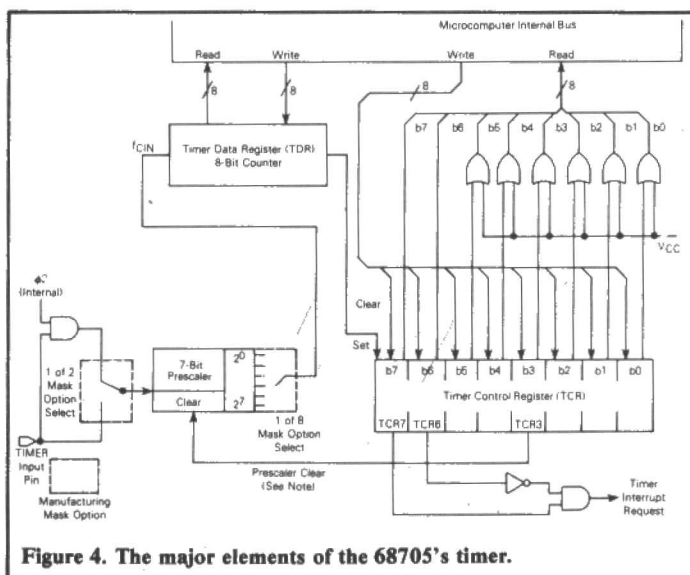 Microcomputer Internal Bus
Read Write Write Read
8 8 8 8
fCIN
Timer Data Register (TDR)
8-Bit Counter
b7 b6 b5 b4 b3 b2 b1 b0
VCC
ϕ2
(Internal)
Clear
Set
1 of 2
Mask
Option
Select
7-Bit
Prescaler
Clear
2⁰
2⁷
1 of 8
Mask Option
Select
b7 b6 b5 b4 b3 b2 b1 b0
Timer Control Register (TCR)
TCR7 TCR6 TCR3
TIMER
Input
Pin
Manufacturing
Mask Option
Prescaler Clear
(See Note)
Timer
Interrupt
Request
Figure 4. The major elements of the 68705's timer.